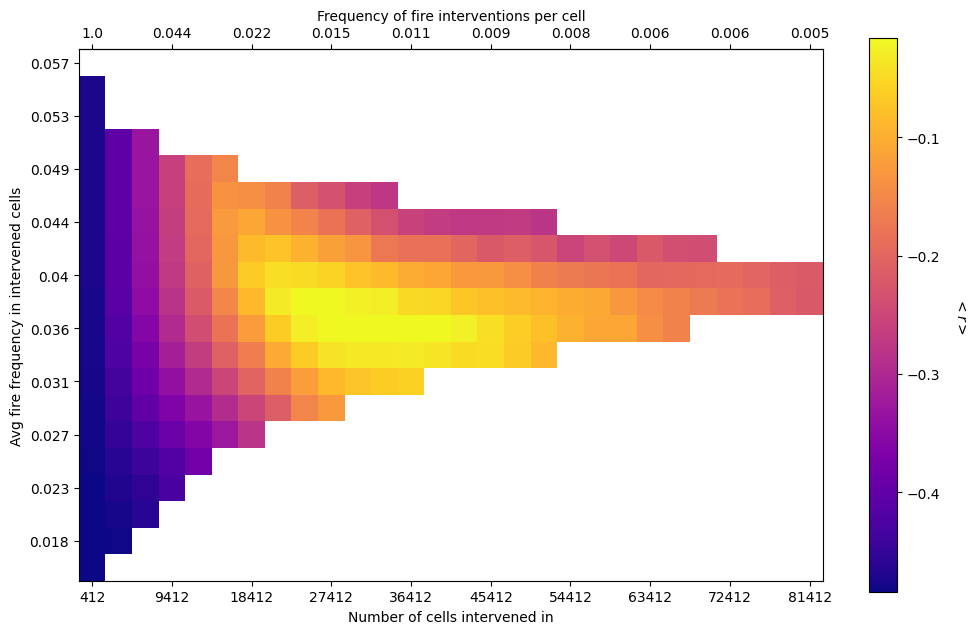 Frequency of fire interventions per cell
1.0 0.044 0.022 0.015 0.011 0.009 0.008 0.006 0.006 0.005
Avg fire frequency in intervened cells
0.057
0.053
0.049
0.044
0.04
0.036
0.031
0.027
0.023
0.018
412 9412 18412 27412 36412 45412 54412 63412 72412 81412
Number of cells intervened in
−0.1
−0.2
−0.3
−0.4
<r>